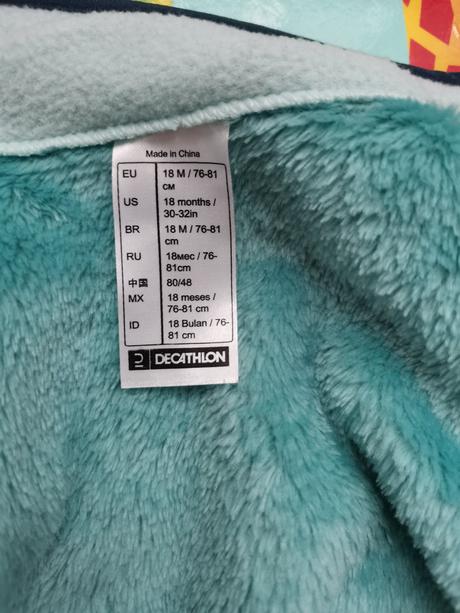 Made in China
EU 18 M / 76-81
CM
US 18 months /
30-32in
BR 18 M / 76-81
cm
RU 18мес / 76-
81cm
中国 80/48
MX 18 meses /
76-81 cm
ID 18 Bulan / 76-
81 cm
DECATHLON